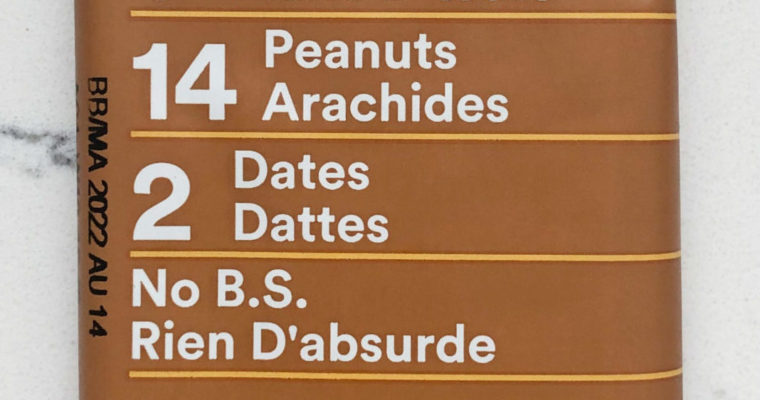 14 Peanuts
Arachides
2 Dates
Dattes
No B.S.
Rien D'absurde
BB/MA 2022 AU 14